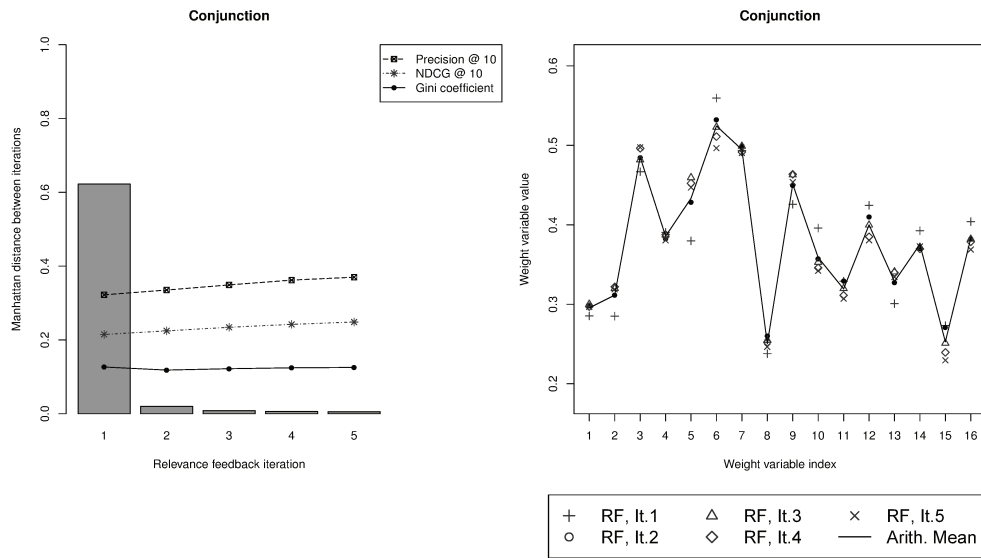 Conjunction
Manhattan distance between iterations
1.0
0.8
0.6
0.4
0.2
0.0
Precision @ 10
NDCG @ 10
Gini coefficient
1 2 3 4 5
Relevance feedback iteration
Conjunction
Weight variable value
0.6
0.5
0.4
0.3
0.2
1 2 3 4 5 6 7 8 9 10 11 12 13 14 15 16
Weight variable index
RF, It.1 RF, It.3 RF, It.5
RF, It.2 RF, It.4 Arith. Mean